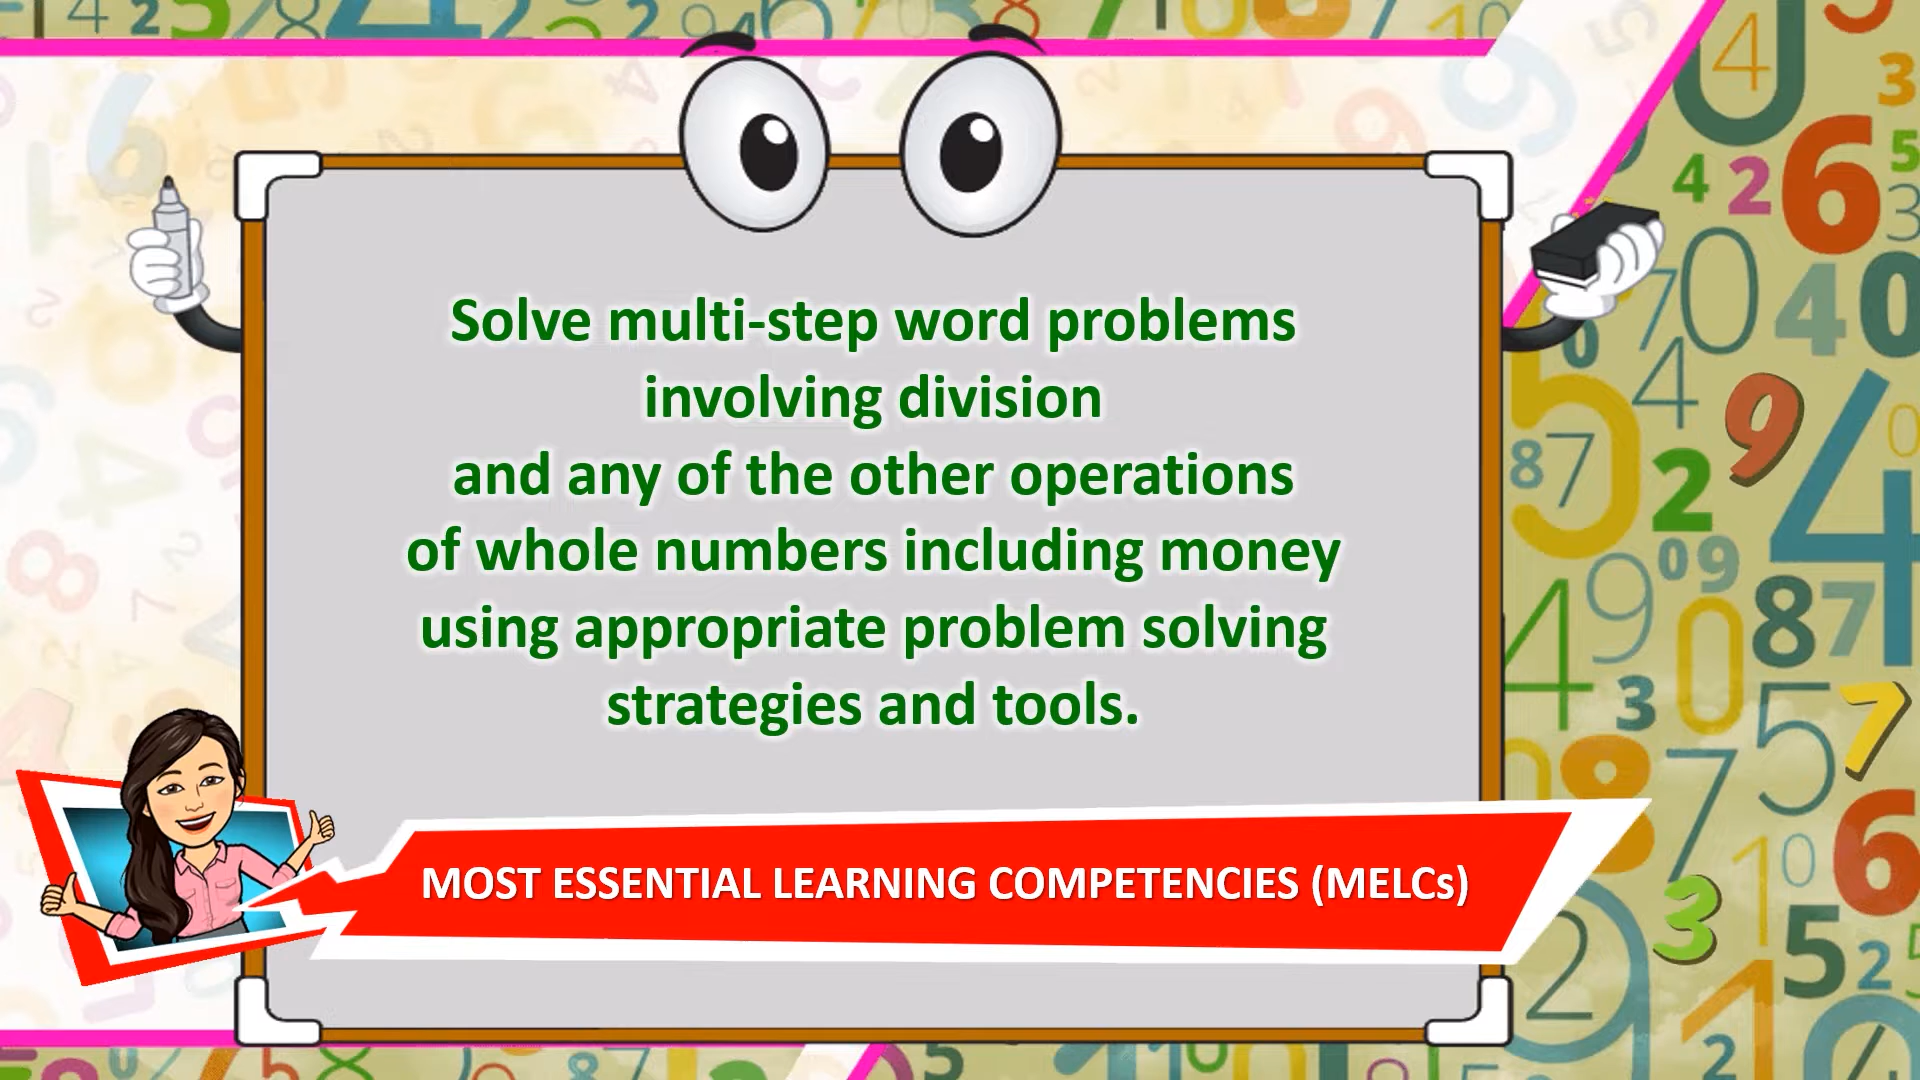 Solve multi-step word problems
involving division
and any of the other operations
of whole numbers including money
using appropriate problem solving
strategies and tools.
MOST ESSENTIAL LEARNING COMPETENCIES (MELCs)